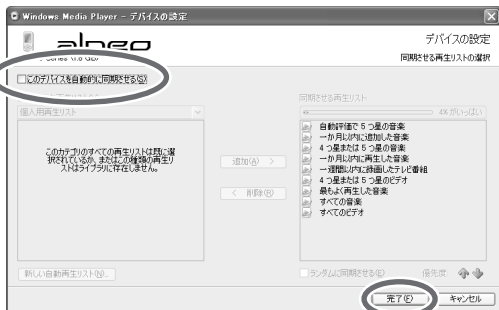 Windows Media Player - デバイスの設定
alneo
デバイスの設定
同期させる再生リストの選択
このデバイスを自動的に同期させる(S)
個人用再生リスト
このカテゴリのすべての再生リストは既に選
択されているか、またはこの種類の再生リ
ストはライブラリに存在しません。
新しい自動再生リスト(N)...
追加(A) >
< 削除(R)
同期させる再生リスト
4% がいっぱい
自動評価で 5 つ星の音楽
一か月以内に追加した音楽
4 つ星または 5 つ星の音楽
一か月以内に再生した音楽
一週間以内に録画したテレビ番組
4 つ星または 5 つ星のビデオ
最もよく再生した音楽
すべての音楽
すべてのビデオ
ランダムに同期させる(E)
優先度:
完了(F)
キャンセル